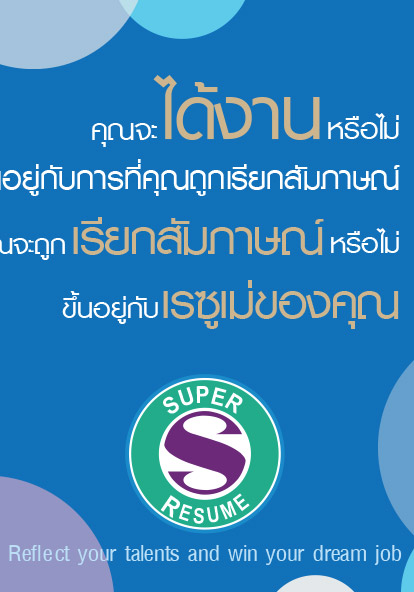 คุณจะ ได้งาน หรือไม่
อยู่กับการที่คุณถูกเรียกสัมภาษณ์
เรียกสัมภาษณ์ หรือไม่
ขึ้นอยู่กับ เรซูเม่ของคุณ
SUPER
S
RESUME
Reflect your talents and win your dream job